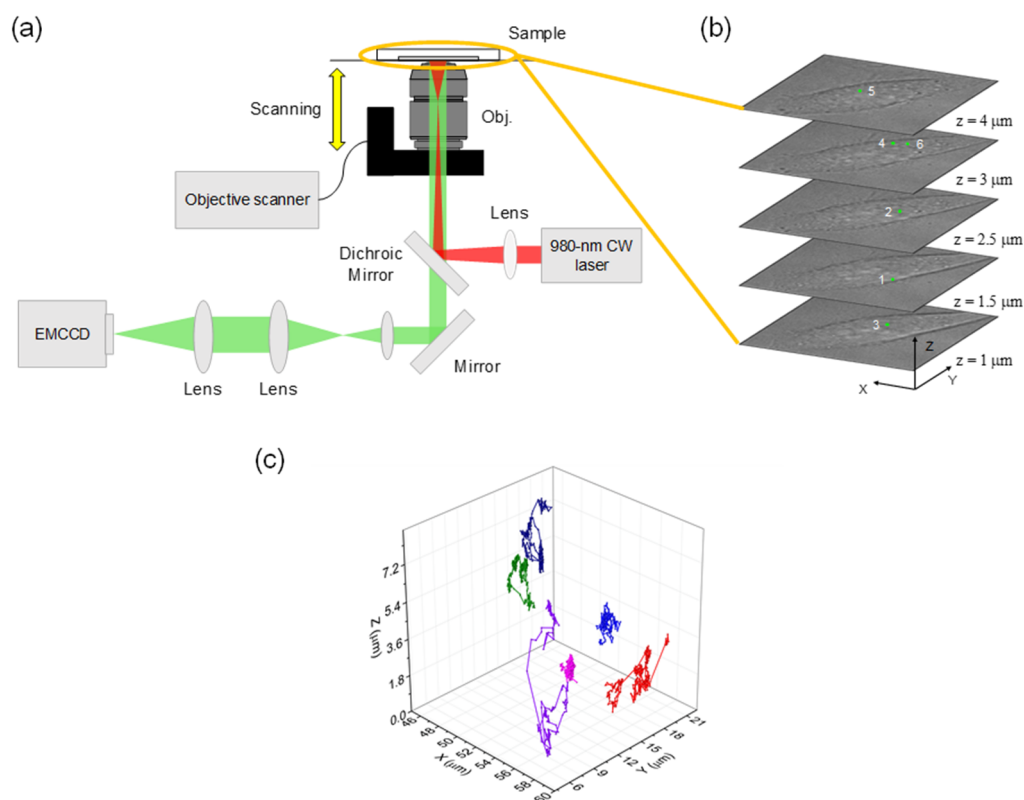 (a)
Sample
Scanning
Obj.
Objective scanner
Lens
980-nm CW
laser
Dichroic
Mirror
EMCCD
Lens
Lens
Mirror
(b)
5
z = 4 μm
4
6
z = 3 μm
2
z = 2.5 μm
1
z = 1.5 μm
3
z = 1 μm
Z
Y
X
(c)
7.2
5.4
3.6
1.8
0.0
Z (μm)
46
48
50
52
54
56
58
60
X (μm)
6
9
12
15
18
21
Y (μm)